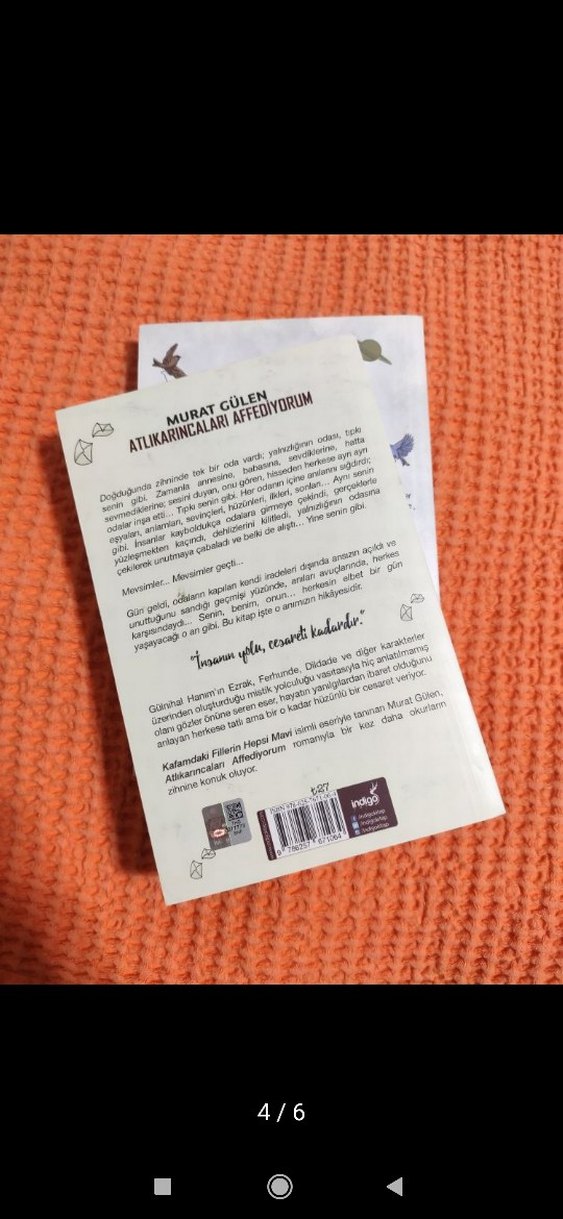 MURAT GÜLEN
ATLIKARINCALARI AFFEDİYORUM
Doğduğunda zihninde tek bir oda vardı; yalnızlığının odası, tıpkı
senin gibi. Zamanla annesine, babasına, sevdiklerine, hatta
sevmediklerine; sesini duyan, onu gören, hisseden herkese ayrı ayrı
odalar inşa etti... Tıpkı senin gibi. Her odanın içine anılarını sığdırdı;
eşyaları, anlamları, sevinçleri, hüzünleri, ilkleri, sonları... Aynı senin
gibi. İnsanlar kayboldukça odalara girmeye çekindi, gerçeklerle
yüzleşmekten kaçındı, dehlizlerini kilitledi, yalnızlığının odasına
çekilerek unutmaya çabaladı ve belki de alıştı... Yine senin gibi.
Mevsimler... Mevsimler geçti...
Gün geldi, odaların kapıları kendi iradeleri dışında ansızın açıldı ve
unuttuğunu sandığı geçmişi yüzünde, anıları avuçlarında, herkes
karşısındaydı... Senin, benim, onun... herkesin elbet bir gün
yaşayacağı o an gibi. Bu kitap işte o anımızın hikâyesidir.
"İnsanın yolu, cesareti kadardır."
Gülnihal Hanım'ın Ezrak, Ferhunde, Dildade ve diğer karakterler
üzerinden oluşturduğu mistik yolculuğu vasıtasıyla hiç anlatılmamış
olanı gözler önüne seren eser, hayatın yanılgılardan ibaret olduğunu
anlayan herkese tatlı ama bir o kadar hüzünlü bir cesaret veriyor.
Kafamdaki Fillerin Hepsi Mavi isimli eseriyle tanınan Murat Gülen,
Atlıkarıncaları Affediyorum romanıyla bir kez daha okurların
zihnine konuk oluyor.
₺27
indigo
9 786257 671064
4 / 6